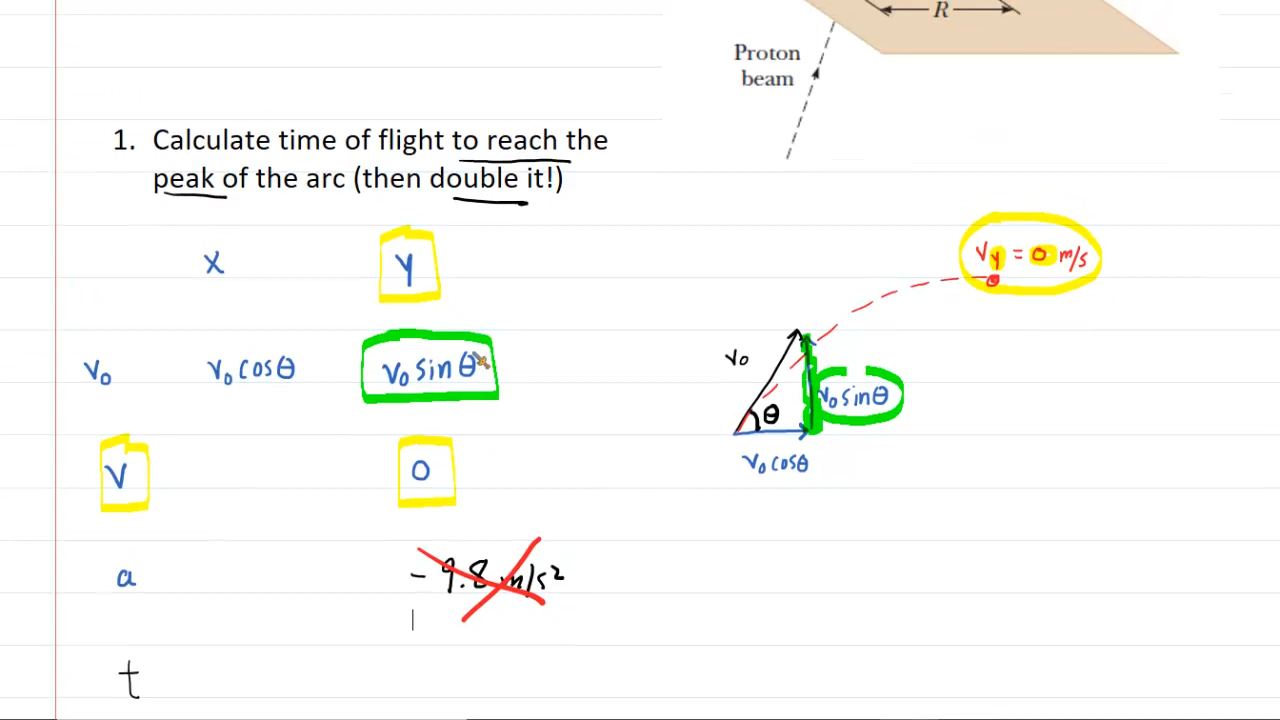 R
Proton
beam
1. Calculate time of flight to reach the
peak of the arc (then double it!)
x y
v₀ v₀ cosθ v₀ sinθ
v 0
a - 9.8 m/s²
t
v_y = 0 m/s
v₀
θ
v₀ sinθ
v₀ cosθ